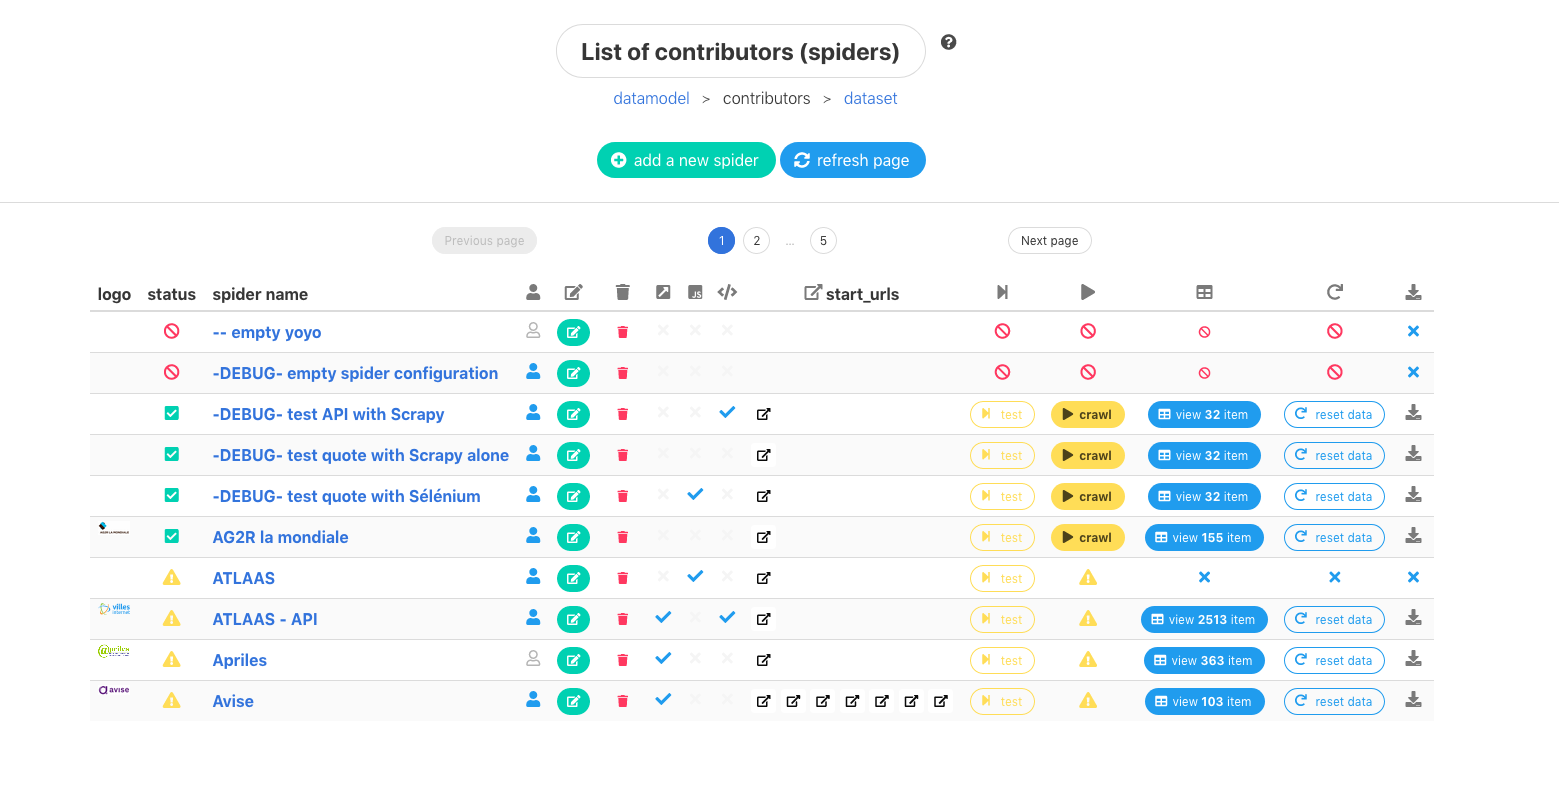 List of contributors (spiders)
datamodel > contributors > dataset
add a new spider refresh page
Previous page 1 2 ... 5 Next page
logo status spider name JS </> start_urls
-- empty yoyo
-DEBUG- empty spider configuration
-DEBUG- test API with Scrapy test crawl view 32 item reset data
-DEBUG- test quote with Scrapy alone test crawl view 32 item reset data
-DEBUG- test quote with Sélénium test crawl view 32 item reset data
AG2R LA MONDIALE AG2R la mondiale test crawl view 155 item reset data
ATLAAS test
villes internet ATLAAS - API test view 2513 item reset data
apriles Apriles test view 363 item reset data
avise Avise test view 103 item reset data